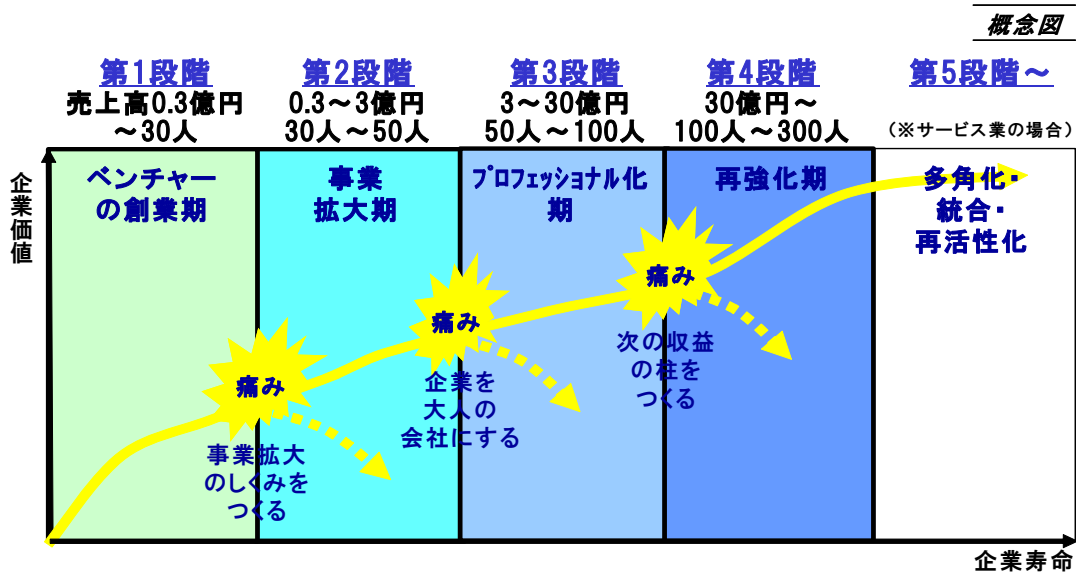 概念図
第1段階
売上高0.3億円
~30人
第2段階
0.3~3億円
30人~50人
第3段階
3~30億円
50人~100人
第4段階
30億円~
100人~300人
第5段階~
(※サービス業の場合)
企業価値
ベンチャー
の創業期
事業
拡大期
プロフェッショナル化
期
再強化期
多角化・
統合・
再活性化
痛み
痛み
痛み
事業拡大
のしくみを
つくる
企業を
大人の
会社にする
次の収益
の柱を
つくる
企業寿命